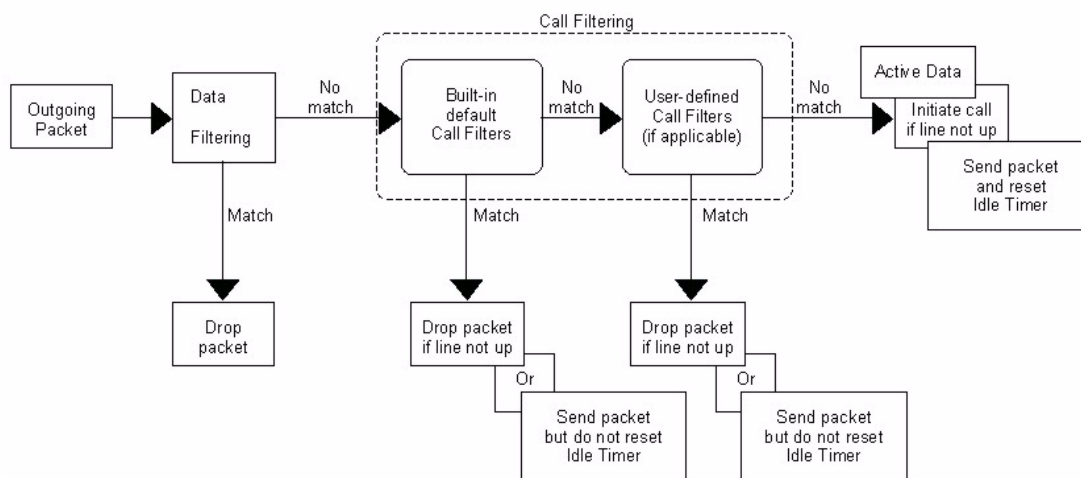 Call Filtering
Outgoing
Packet
Data
Filtering
No
match
Built-in
default
Call Filters
No
match
User-defined
Call Filters
(if applicable)
No
match
Active Data
Initiate call
if line not up
Send packet
and reset
Idle Timer
Match
Match
Match
Drop
packet
Drop packet
if line not up
Or
Send packet
but do not reset
Idle Timer
Drop packet
if line not up
Or
Send packet
but do not reset
Idle Timer